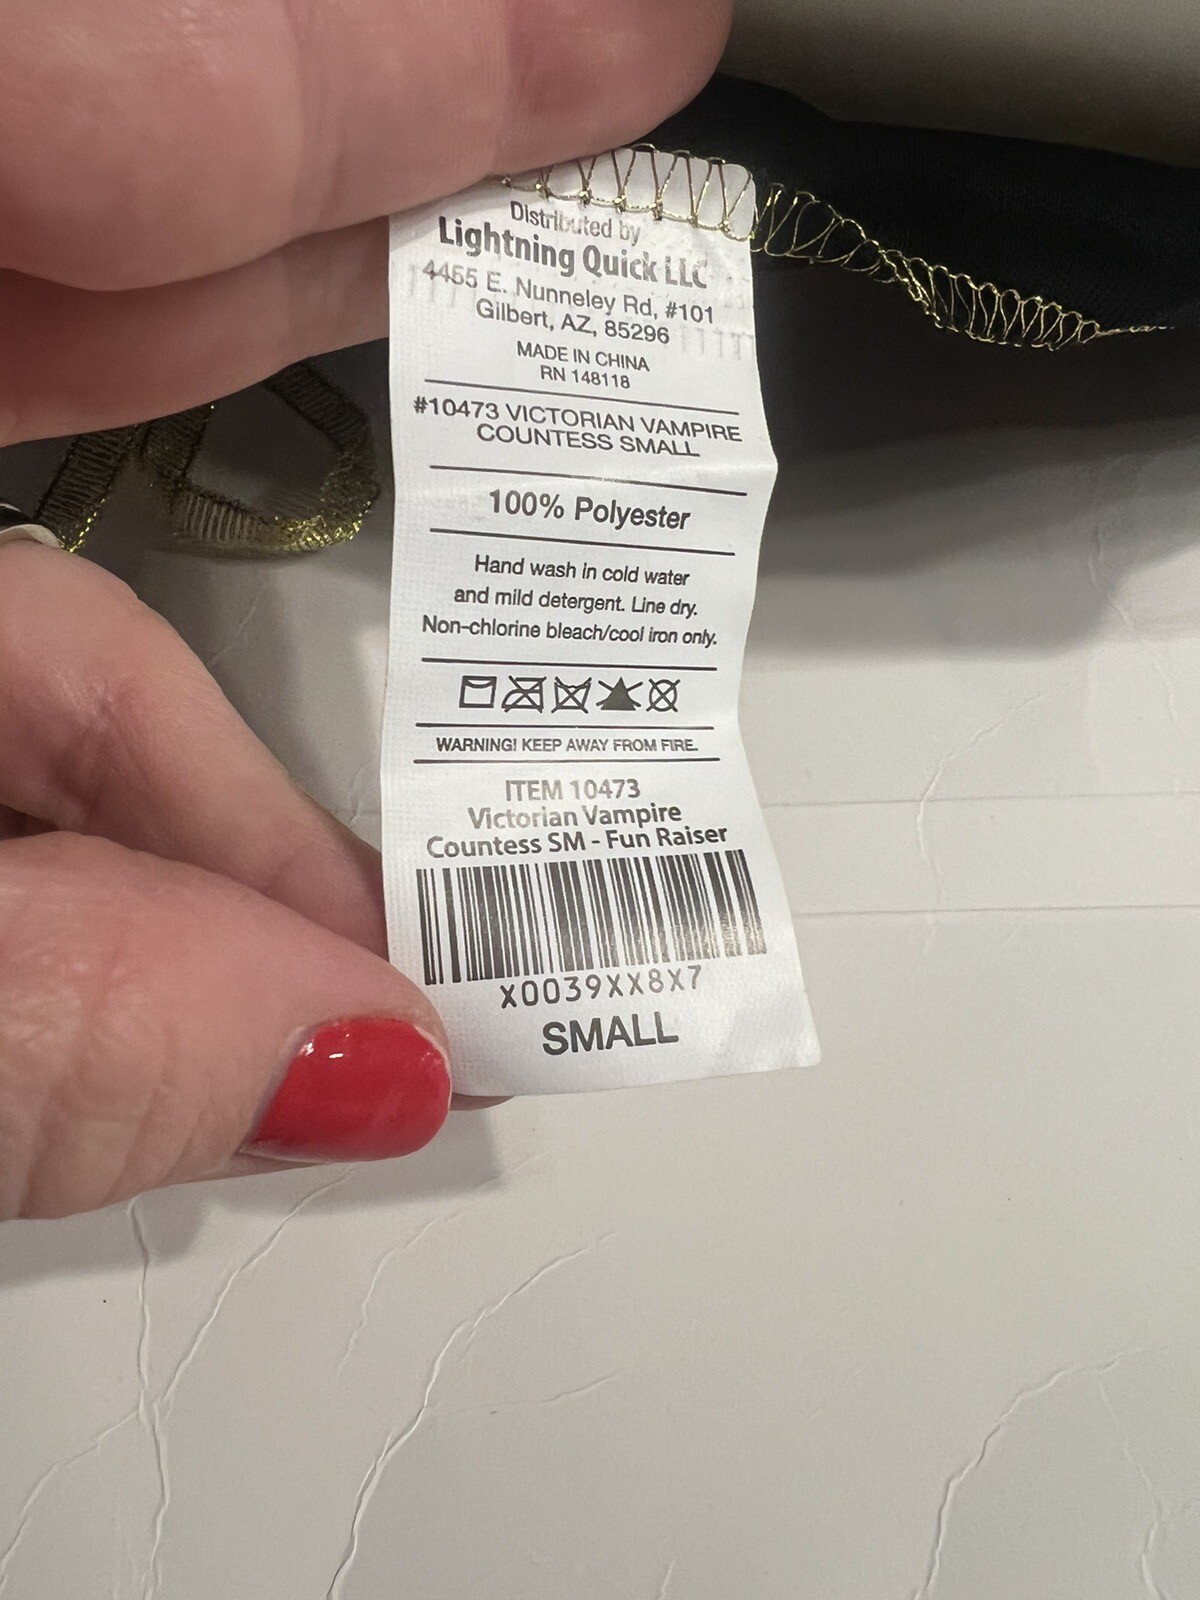 Distributed by
Lightning Quick LLC
4455 E. Nunneley Rd, #101
Gilbert, AZ, 85296
MADE IN CHINA
RN 148118
#10473 VICTORIAN VAMPIRE
COUNTESS SMALL
100% Polyester
Hand wash in cold water
and mild detergent. Line dry.
Non-chlorine bleach/cool iron only.
WARNING! KEEP AWAY FROM FIRE.
ITEM 10473
Victorian Vampire
Countess SM - Fun Raiser
X0039XX8X7
SMALL